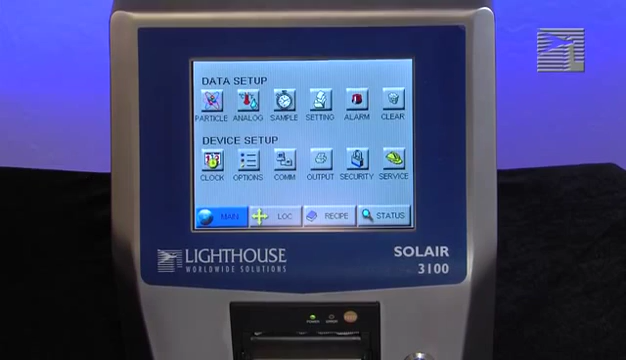 DATA SETUP
PARTICLE ANALOG SAMPLE SETTING ALARM CLEAR
DEVICE SETUP
CLOCK OPTIONS COMM OUTPUT SECURITY SERVICE
MAIN LOC RECIPE STATUS
LIGHTHOUSE
WORLDWIDE SOLUTIONS
SOLAIR
3100